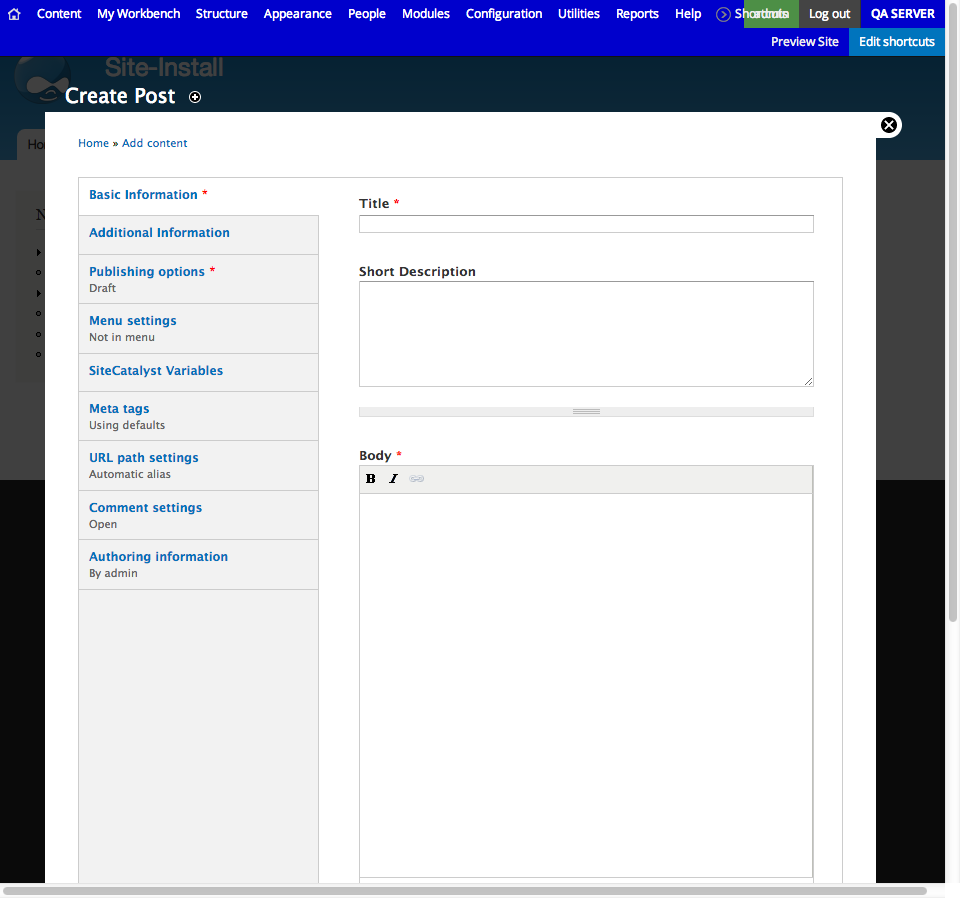 Content My Workbench Structure Appearance People Modules Configuration Utilities Reports Help Shortcuts Log out QA SERVER
Preview Site Edit shortcuts
Site-Install
Create Post
Home » Add content
Basic Information *
Additional Information
Publishing options *
Draft
Menu settings
Not in menu
SiteCatalyst Variables
Meta tags
Using defaults
URL path settings
Automatic alias
Comment settings
Open
Authoring information
By admin
Title *
Short Description
Body *
B I